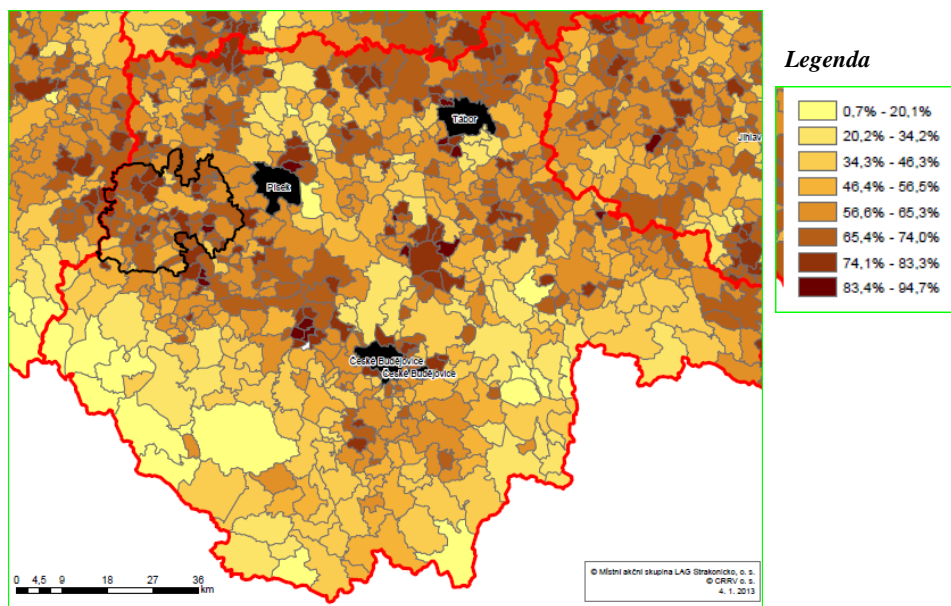 Legenda
0,7% - 20,1%
20,2% - 34,2%
34,3% - 46,3%
46,4% - 56,5%
56,6% - 65,3%
65,4% - 74,0%
74,1% - 83,3%
83,4% - 94,7%
Tábor
Jihlav
Písek
České Budějovice
České Budějovice
0 4,5 9 18 27 36
km
© Místní akční skupina LAG Strakonicko, o. s.
© CRRV o. s.
4. 1. 2013